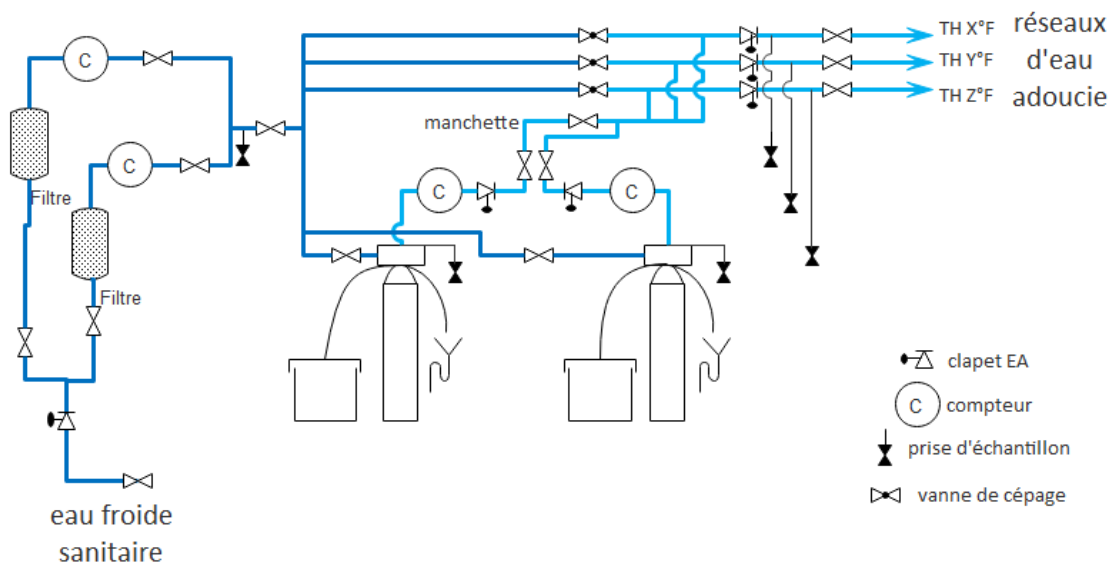 TH X°F
TH Y°F
TH Z°F
réseaux
d'eau
adoucie
C
manchette
C
C
C
Filtre
Filtre
clapet EA
C
compteur
prise d'échantillon
vanne de cépage
eau froide
sanitaire